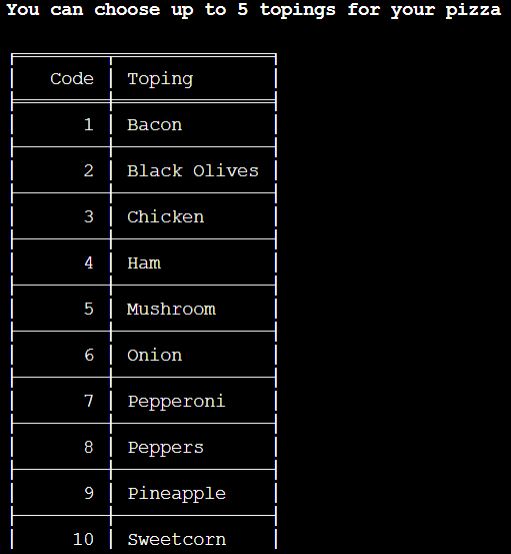 You can choose up to 5 topings for your pizza
Code Toping
1 Bacon
2 Black Olives
3 Chicken
4 Ham
5 Mushroom
6 Onion
7 Pepperoni
8 Peppers
9 Pineapple
10 Sweetcorn